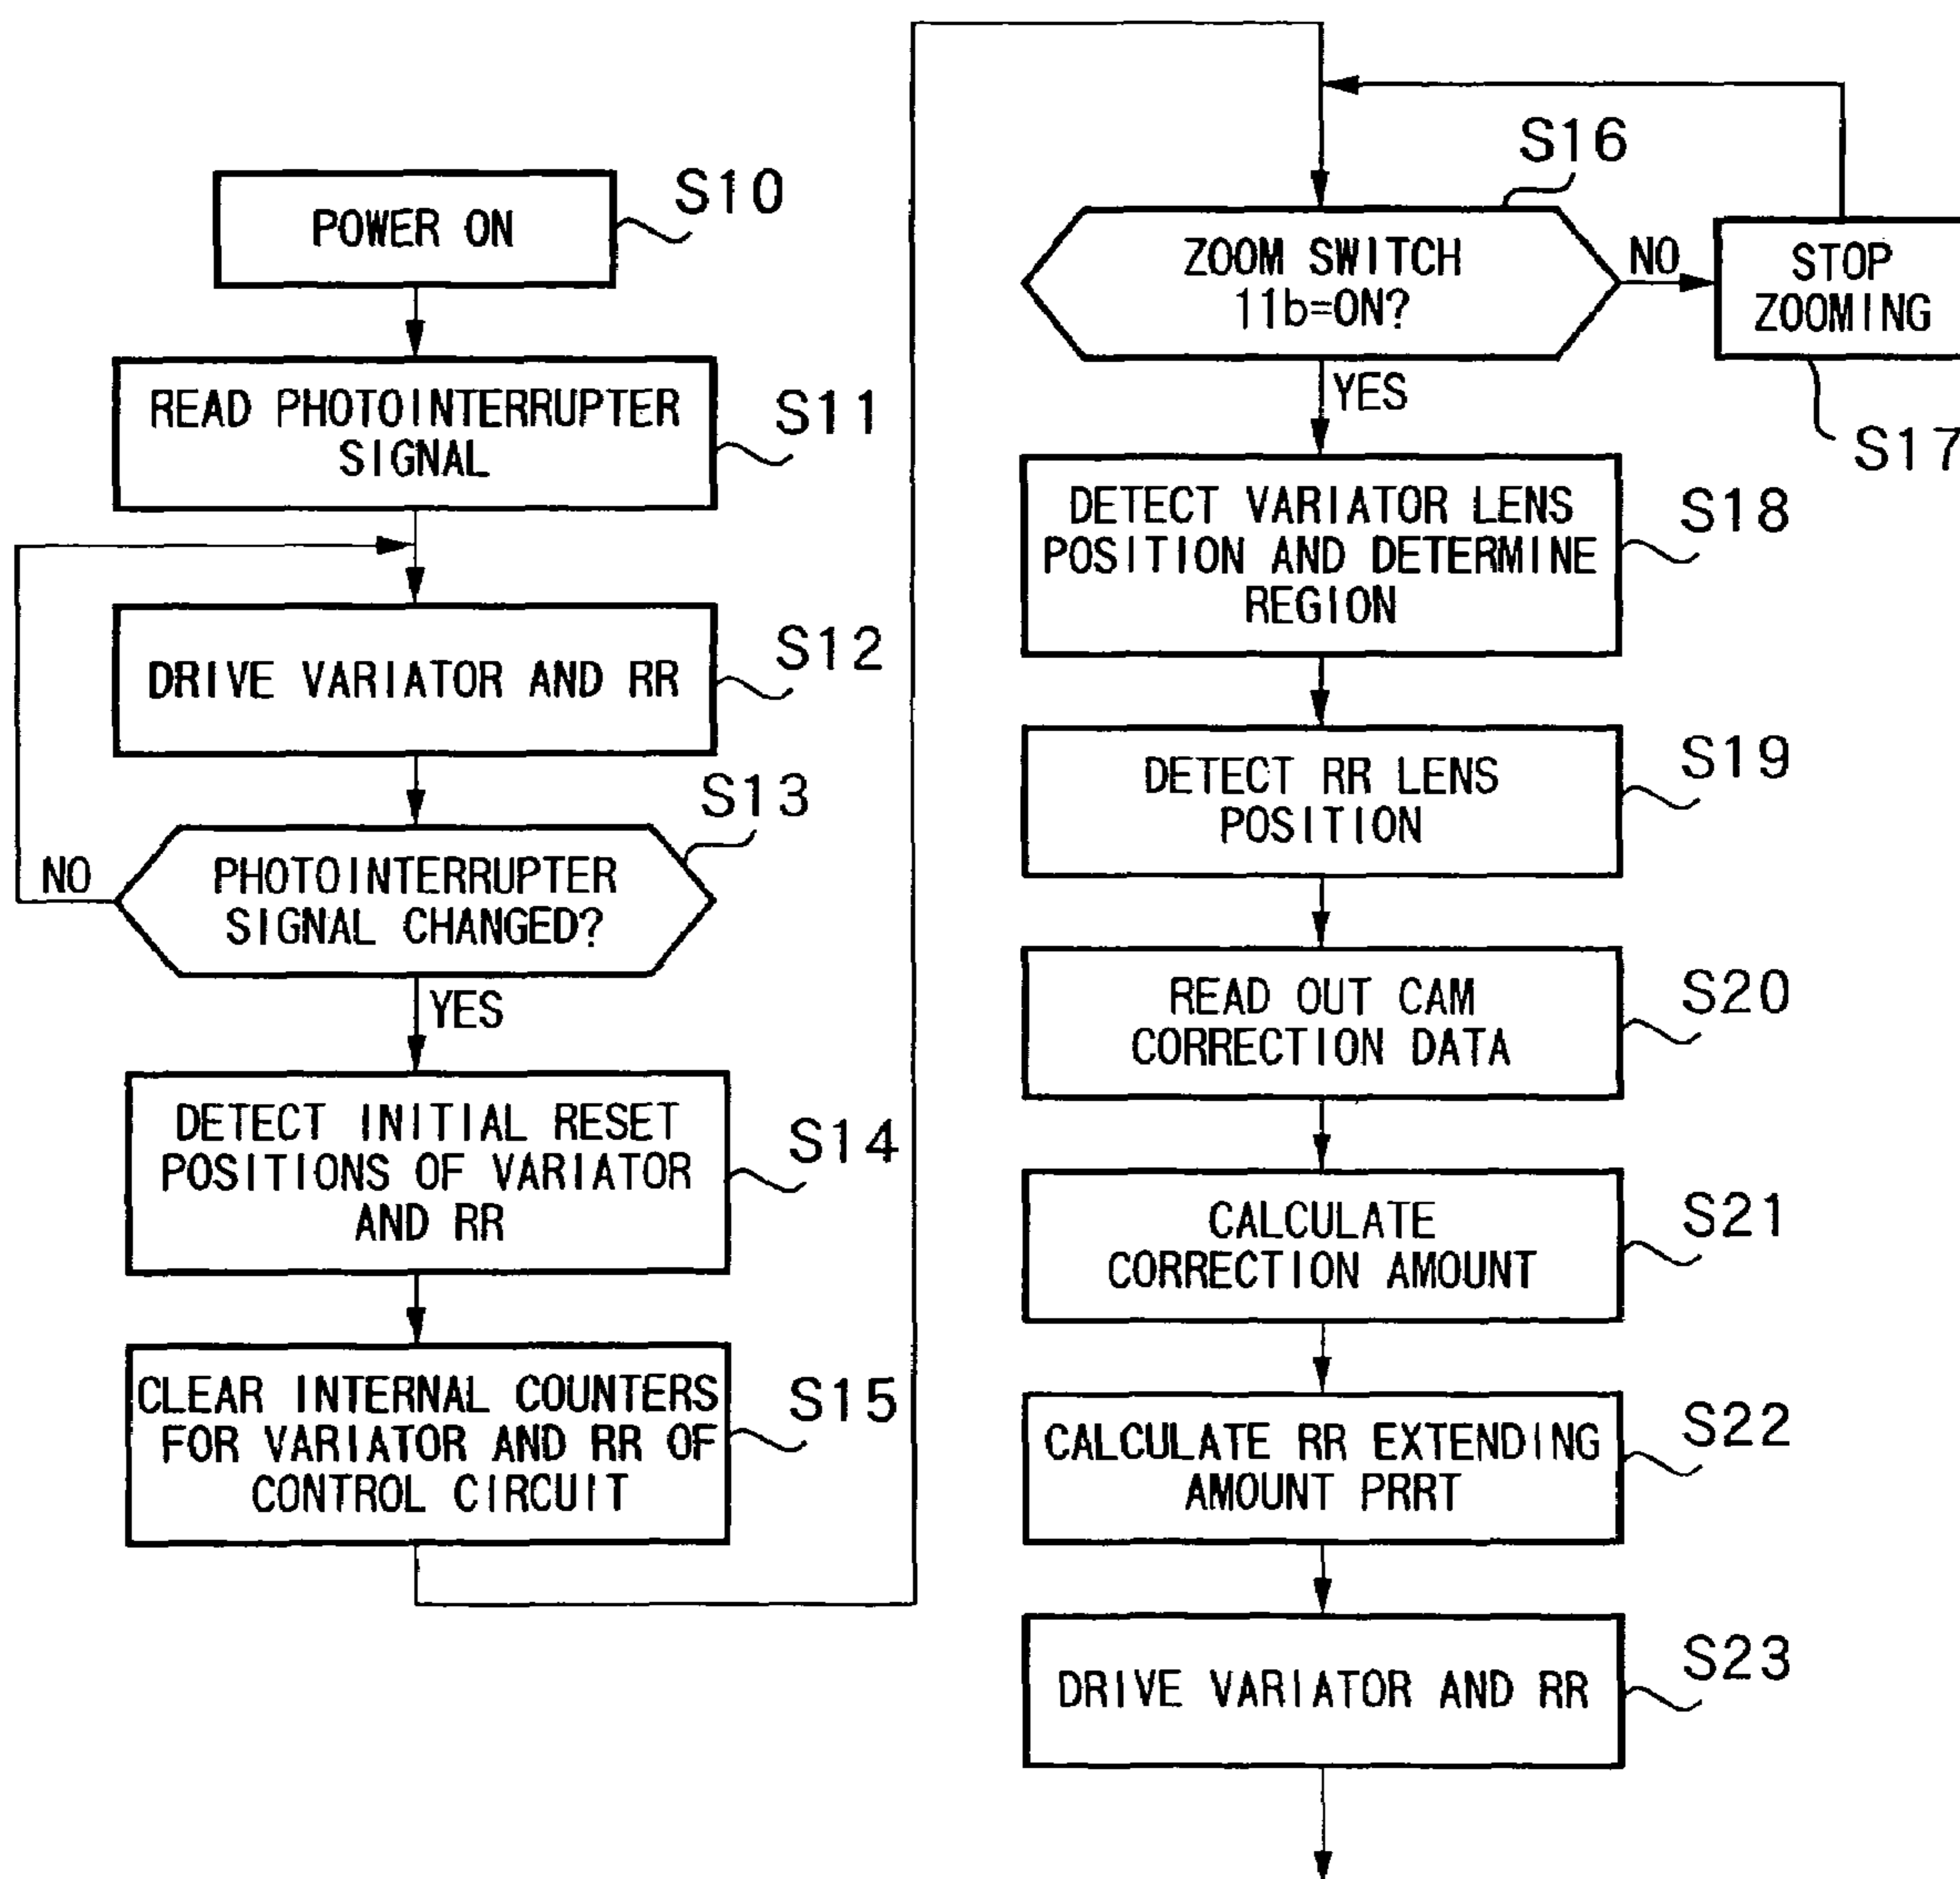 POWER ON
S10
READ PHOTOINTERRUPTER
SIGNAL
S11
DRIVE VARIATOR AND RR
S12
S13
PHOTOINTERRUPTER
SIGNAL CHANGED?
NO
YES
DETECT INITIAL RESET
POSITIONS OF VARIATOR
AND RR
S14
CLEAR INTERNAL COUNTERS
FOR VARIATOR AND RR OF
CONTROL CIRCUIT
S15
S16
ZOOM SWITCH
11b=ON?
NO
STOP
ZOOMING
S17
YES
DETECT VARIATOR LENS
POSITION AND DETERMINE
REGION
S18
DETECT RR LENS
POSITION
S19
READ OUT CAM
CORRECTION DATA
S20
CALCULATE
CORRECTION AMOUNT
S21
CALCULATE RR EXTENDING
AMOUNT PRRT
S22
DRIVE VARIATOR AND RR
S23